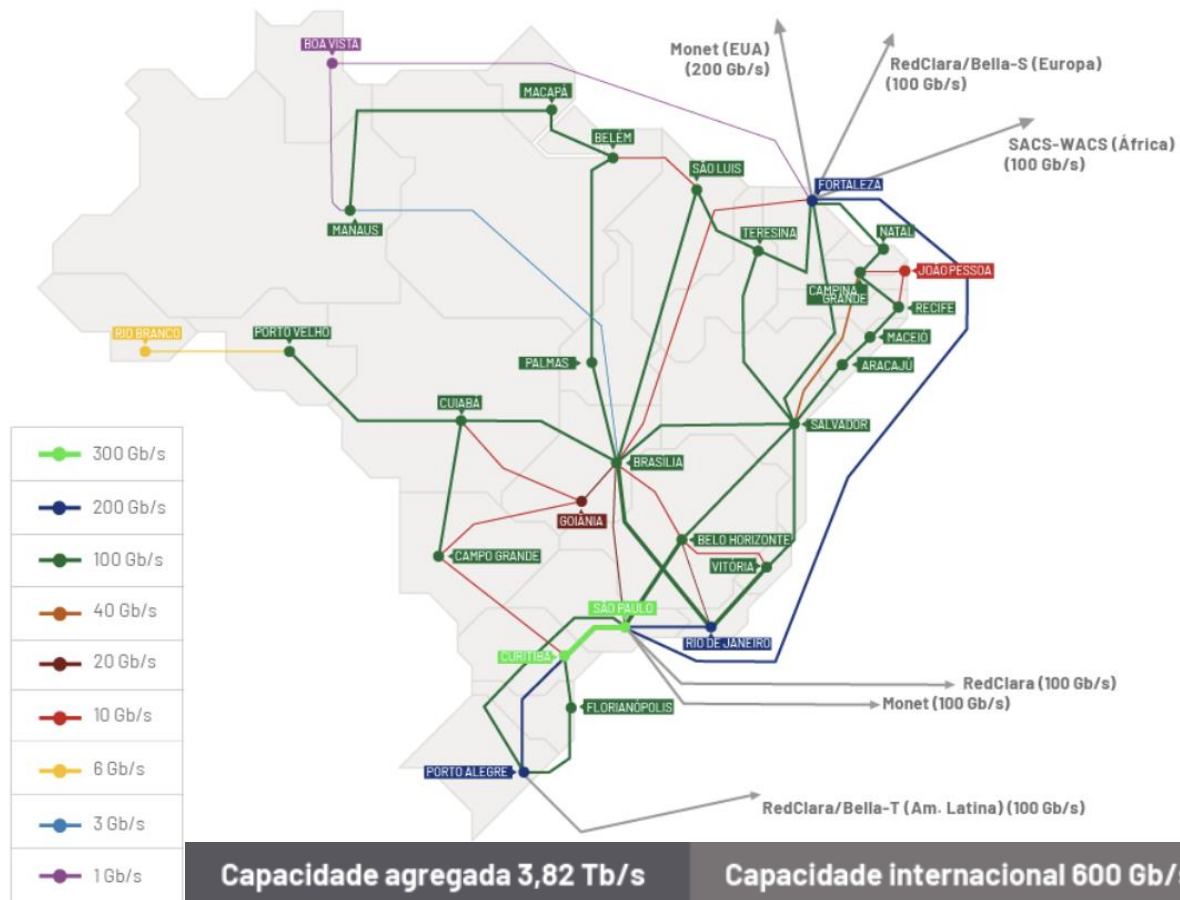 BOA VISTA
Monet (EUA)
(200 Gb/s)
RedClara/Bella-S (Europa)
(100 Gb/s)
MACAPÁ
SACS-WACS (África)
(100 Gb/s)
BELÉM
SÃO LUIS
FORTALEZA
MANAUS
TERESINA
NATAL
JOÃO PESSOA
CAMPINA
GRANDE
RECIFE
RIO BRANCO
PORTO VELHO
MACEIÓ
PALMAS
ARACAJÚ
CUIABÁ
SALVADOR
BRASÍLIA
GOIÂNIA
BELO HORIZONTE
CAMPO GRANDE
VITÓRIA
SÃO PAULO
RIO DE JANEIRO
CURITIBA
RedClara (100 Gb/s)
Monet (100 Gb/s)
FLORIANÓPOLIS
PORTO ALEGRE
RedClara/Bella-T (Am. Latina) (100 Gb/s)
300 Gb/s
200 Gb/s
100 Gb/s
40 Gb/s
20 Gb/s
10 Gb/s
6 Gb/s
3 Gb/s
1 Gb/s
Capacidade agregada 3,82 Tb/s
Capacidade internacional 600 Gb/s